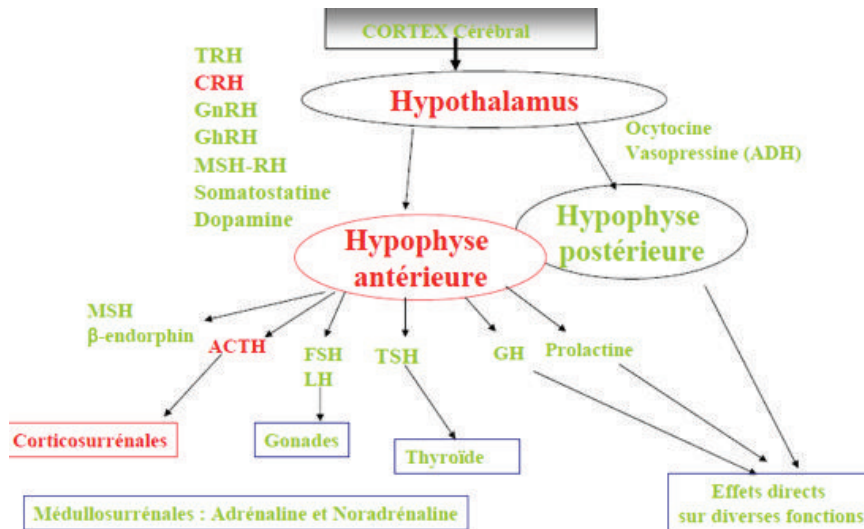 CORTEX Cérébral
TRH
CRH
GnRH
GhRH
MSH-RH
Somatostatine
Dopamine
Hypothalamus
Ocytocine
Vasopressine (ADH)
Hypophyse
antérieure
Hypophyse
postérieure
MSH
β-endorphin
ACTH
FSH
LH
TSH
GH
Prolactine
Corticosurrénales
Gonades
Thyroïde
Effets directs
sur diverses fonctions
Médullosurrénales : Adrénaline et Noradrénaline